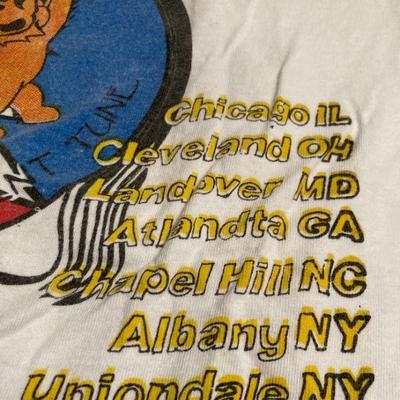 T TUNE
Chicago IL
Cleveland OH
Landover MD
Atlandta GA
Chapel Hill NC
Albany NY
Uniondale NY